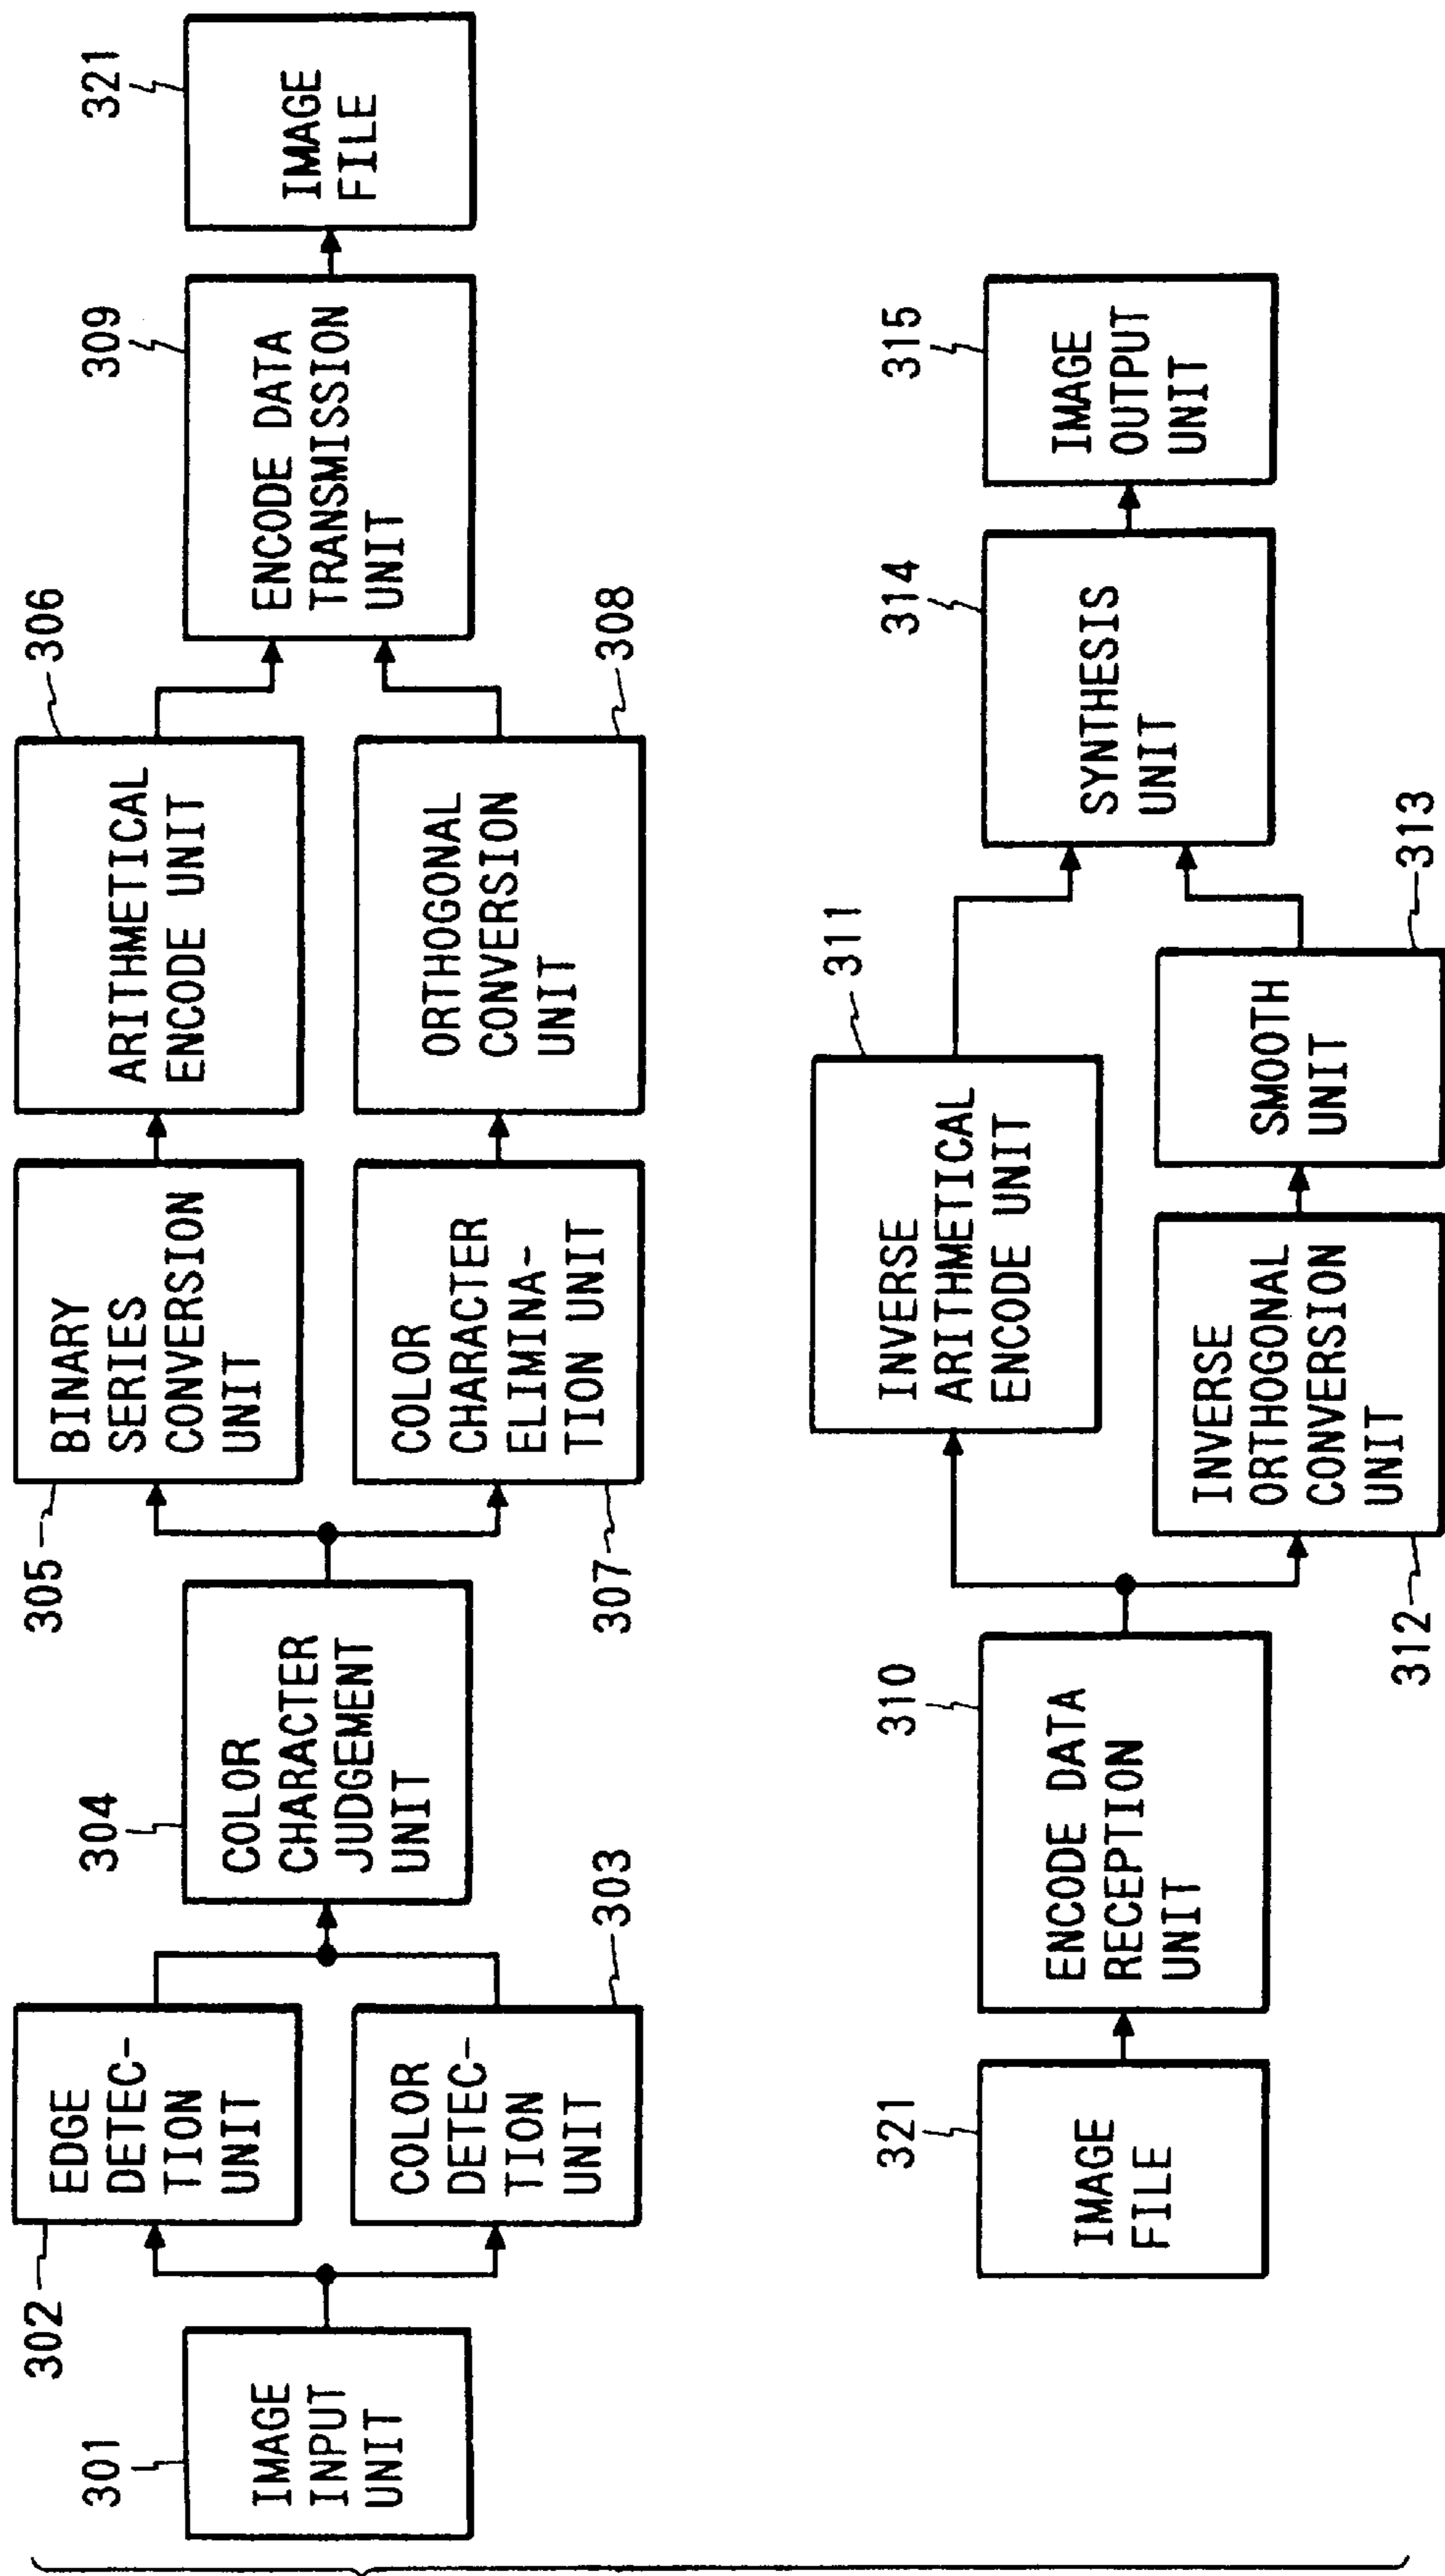 301
IMAGE
INPUT
UNIT
302
EDGE
DETEC-
TION
UNIT
COLOR
DETEC-
TION
UNIT
303
304
COLOR
CHARACTER
JUDGEMENT
UNIT
305
BINARY
SERIES
CONVERSION
UNIT
307
COLOR
CHARACTER
ELIMINA-
TION UNIT
306
ARITHMETICAL
ENCODE UNIT
ORTHOGONAL
CONVERSION
UNIT
308
309
ENCODE DATA
TRANSMISSION
UNIT
321
IMAGE
FILE
321
IMAGE
FILE
310
ENCODE DATA
RECEPTION
UNIT
311
INVERSE
ARITHMETICAL
ENCODE UNIT
312
INVERSE
ORTHOGONAL
CONVERSION
UNIT
SMOOTH
UNIT
313
314
SYNTHESIS
UNIT
315
IMAGE
OUTPUT
UNIT